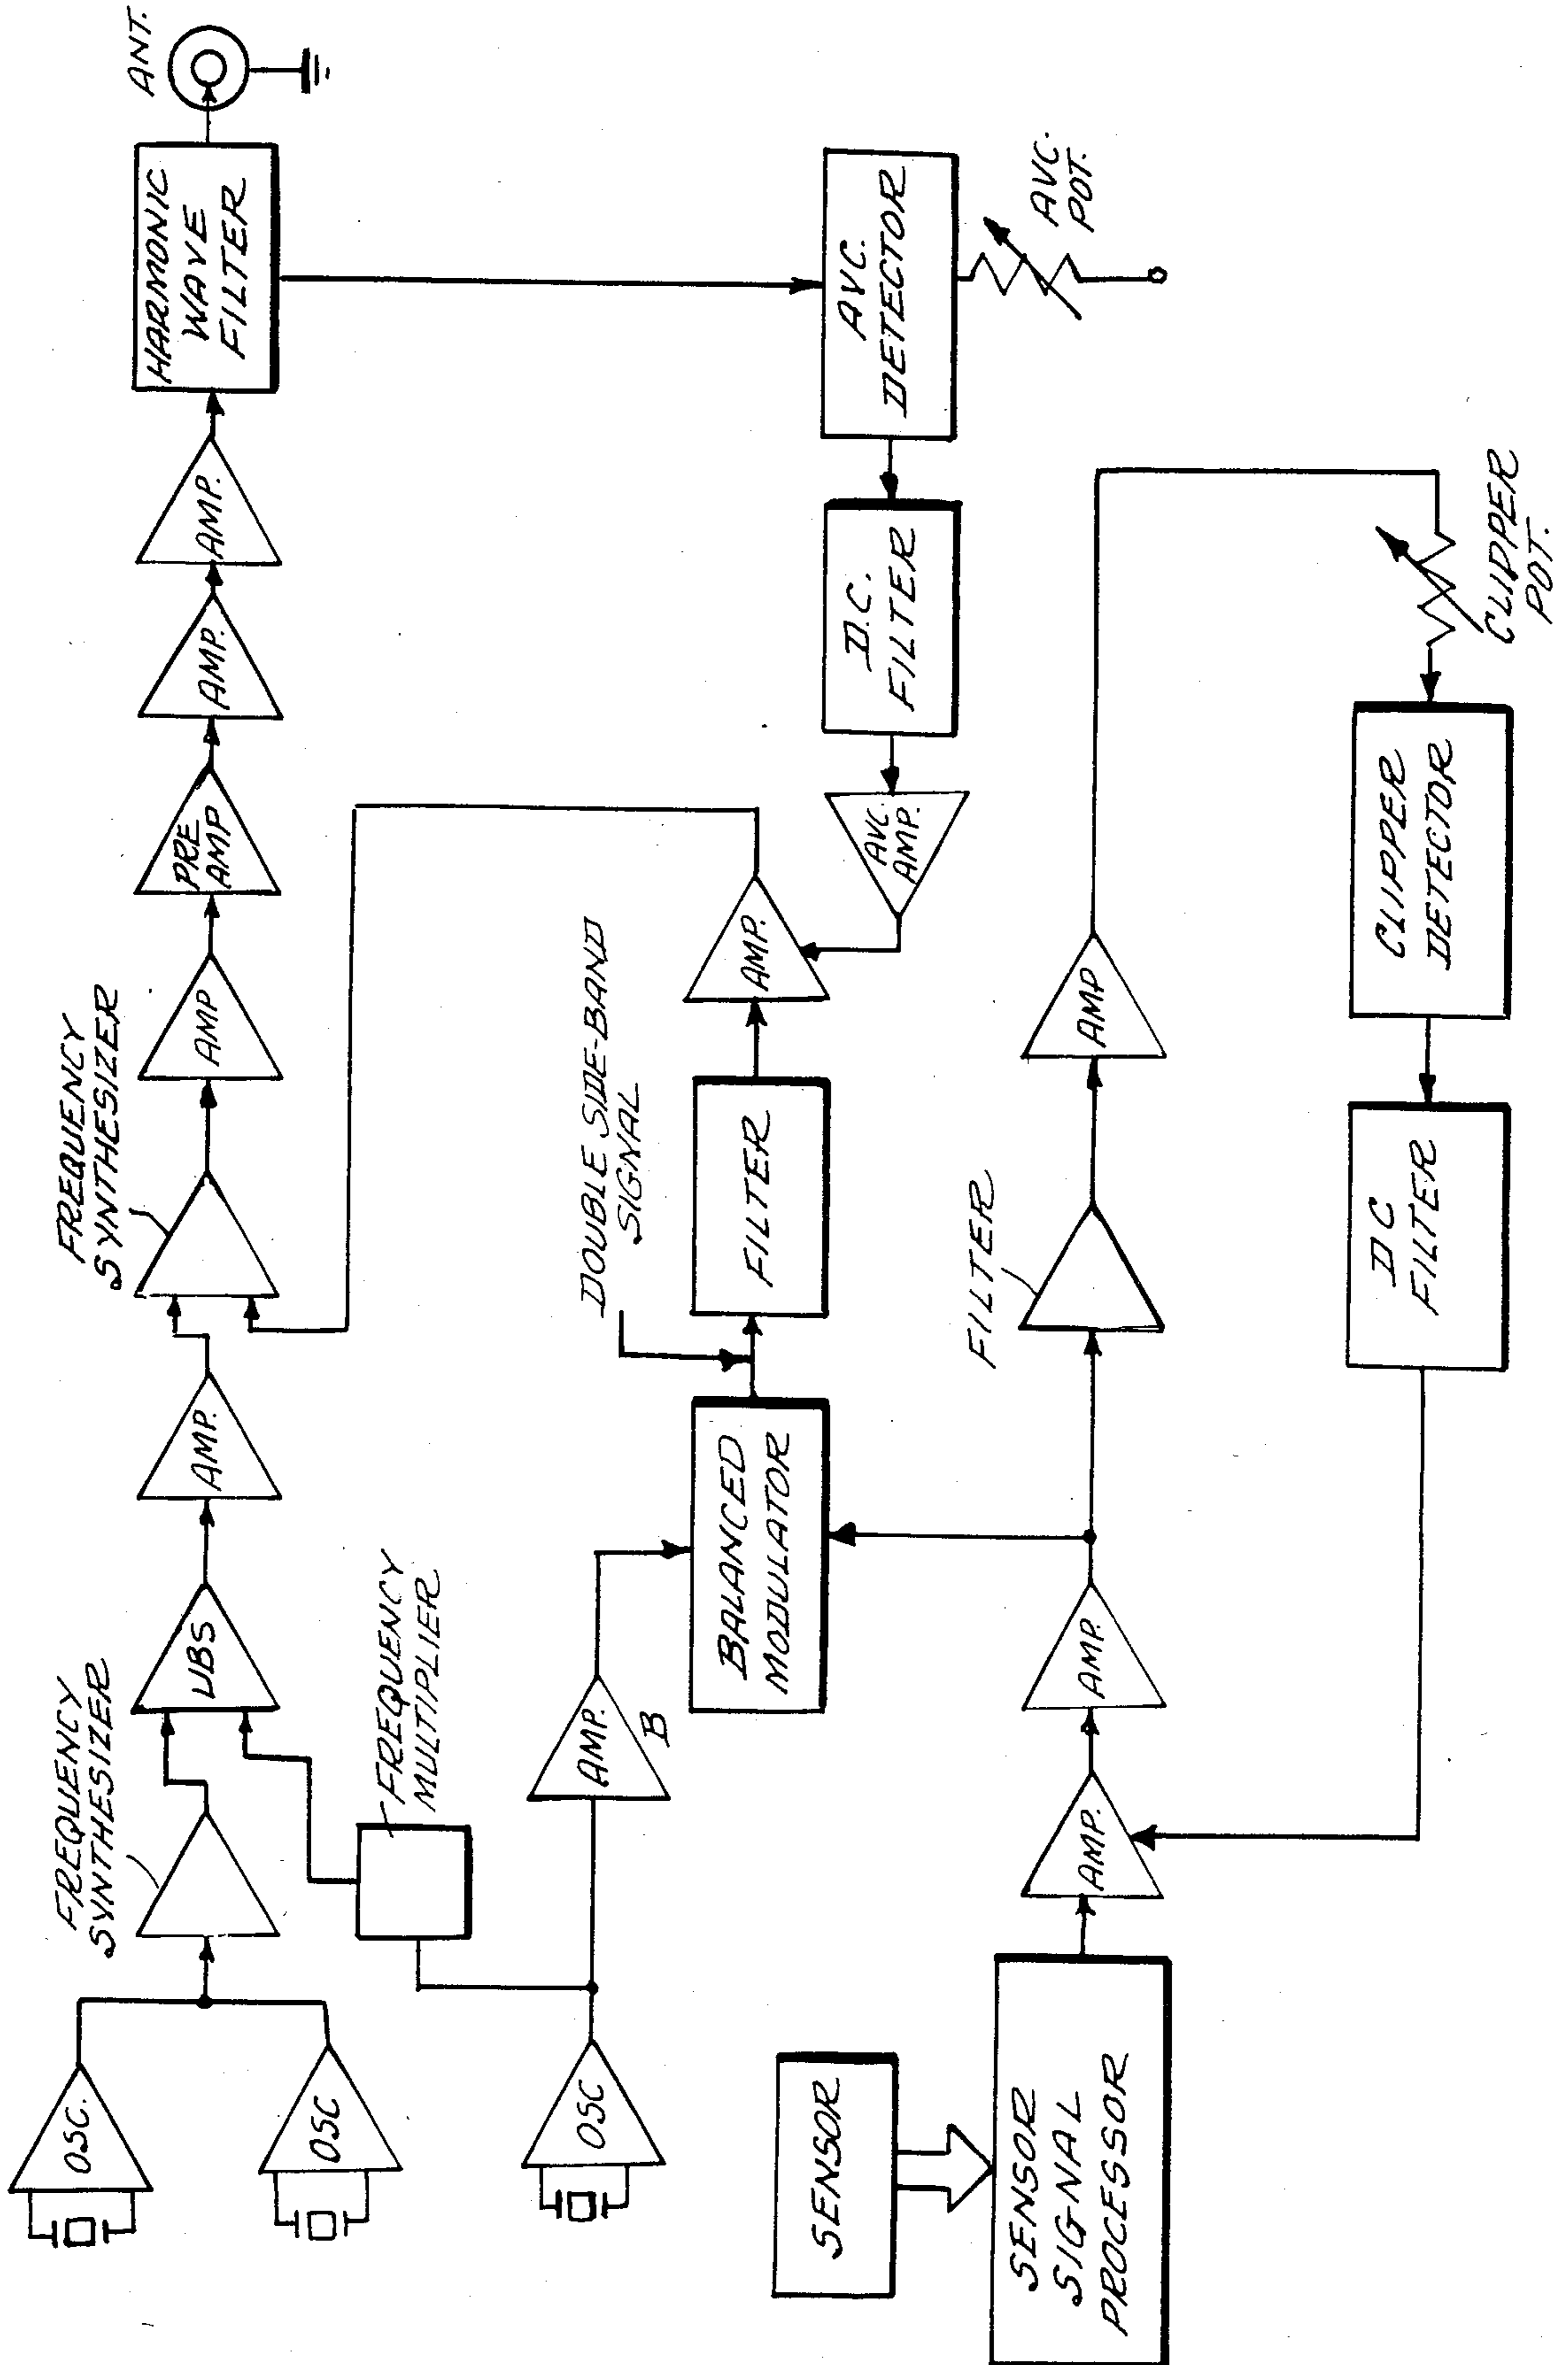 OSC.
OSC
FREQUENCY
SYNTHESIZER
UBS
AMP.
FREQUENCY
SYNTHESIZER
AMP
PRE
AMP
AMP.
AMP.
HARMONIC
WAVE
FILTER
ANT.
FREQUENCY
MULTIPLIER
OSC
AMP.
B
BALANCED
MODULATOR
DOUBLE SIDE-BAND
SIGNAL
FILTER
AMP.
AVC.
AMP.
D.C.
FILTER
AVC.
DETECTOR
AVC.
POT.
SENSOR
SENSOR
SIGNAL
PROCESSOR
AMP.
AMP.
FILTER
AMP
DC
FILTER
CLIPPER
DETECTOR
CLIPPER
POT.